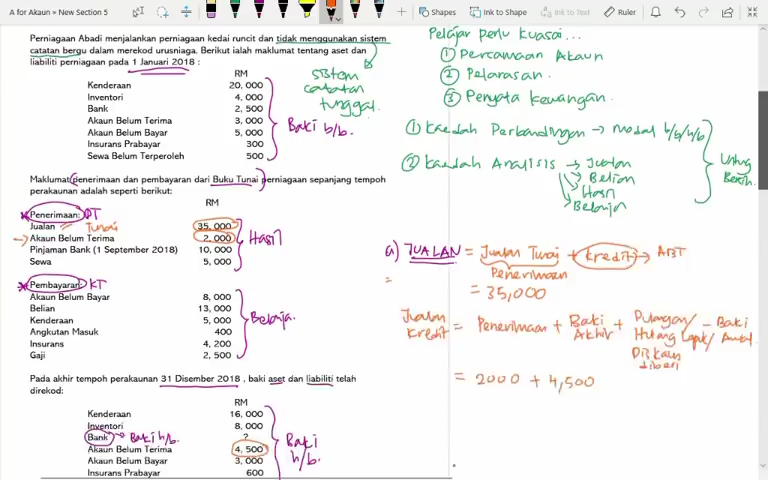 A for Akaun » New Section 5
Shapes
Ink to Shape
Ink to Text
Ruler
Perniagaan Abadi menjalankan perniagaan kedai runcit dan tidak menggunakan sistem
catatan bergu dalam merekod urusniaga. Berikut ialah maklumat tentang aset dan
liabiliti perniagaan pada 1 Januari 2018 :
RM
Kenderaan 20, 000
Inventori 4, 000
Bank 2, 500
Akaun Belum Terima 3, 000
Akaun Belum Bayar 5, 000
Insurans Prabayar 300
Sewa Belum Terperoleh 500
Baki b/b.
sistem
catatan
tunggal.
Maklumat penerimaan dan pembayaran dari Buku Tunai perniagaan sepanjang tempoh
perakaunan adalah seperti berikut:
RM
Penerimaan: DT
Jualan Tunai 35, 000
Akaun Belum Terima 2, 000
Pinjaman Bank (1 September 2018) 10, 000
Sewa 5, 000
Hasil
Pembayaran: KT
Akaun Belum Bayar 8, 000
Belian 13, 000
Kenderaan 5, 000
Angkutan Masuk 400
Insurans 4, 200
Gaji 2, 500
Belanja.
Pada akhir tempoh perakaunan 31 Disember 2018 , baki aset dan liabiliti telah
direkod:
RM
Kenderaan 16, 000
Inventori 8, 000
Bank Baki h/b. ?
Akaun Belum Terima 4, 500
Akaun Belum Bayar 3, 000
Insurans Prabayar 600
Baki
h/b.
Pelajar perlu kuasai...
① Percamaan Akaun
② Pelarasan.
③ Penyata kewangan.
① Kaedah Perbandingan → modal b/b, h/b
② Kaedah Analisis → Jualan
Belian
Hasil
Belanja
Untung
Bersih.
a) JUALAN = Jualan Tunai + Kredit → ABT
Penerimaan
=
= 35,000
Jualan
Kredit = Penerimaan + Baki Akhir + Pulangan/ Hutang Lapuk/ Diskaun diberi - Baki Awal
= 2000 + 4,500